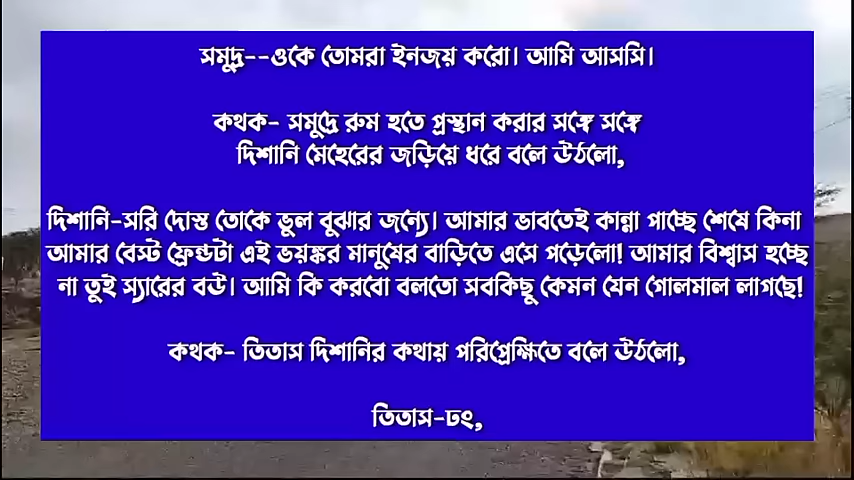 সমুদ্র--ওকে তোমরা ইনজয় করো। আমি আসসি।
কথক- সমুদ্রে রুম হতে প্রস্থান করার সঙ্গে সঙ্গে
দিশানি মেহেরের জড়িয়ে ধরে বলে উঠলো,
দিশানি-সরি দোস্ত তোকে ভুল বুঝার জন্যে। আমার ভাবতেই কান্না পাচ্ছে শেষে কিনা
আমার বেস্ট ফ্রেন্ডটা এই ভয়ঙ্কর মানুষের বাড়িতে এসে পড়েলো! আমার বিশ্বাস হচ্ছে
না তুই স্যারের বউ। আমি কি করবো বলতো সবকিছু কেমন যেন গোলমাল লাগছে!
কথক- তিতাস দিশানির কথায় পরিপ্রেক্ষিতে বলে উঠলো,
তিতাস-ঢং,